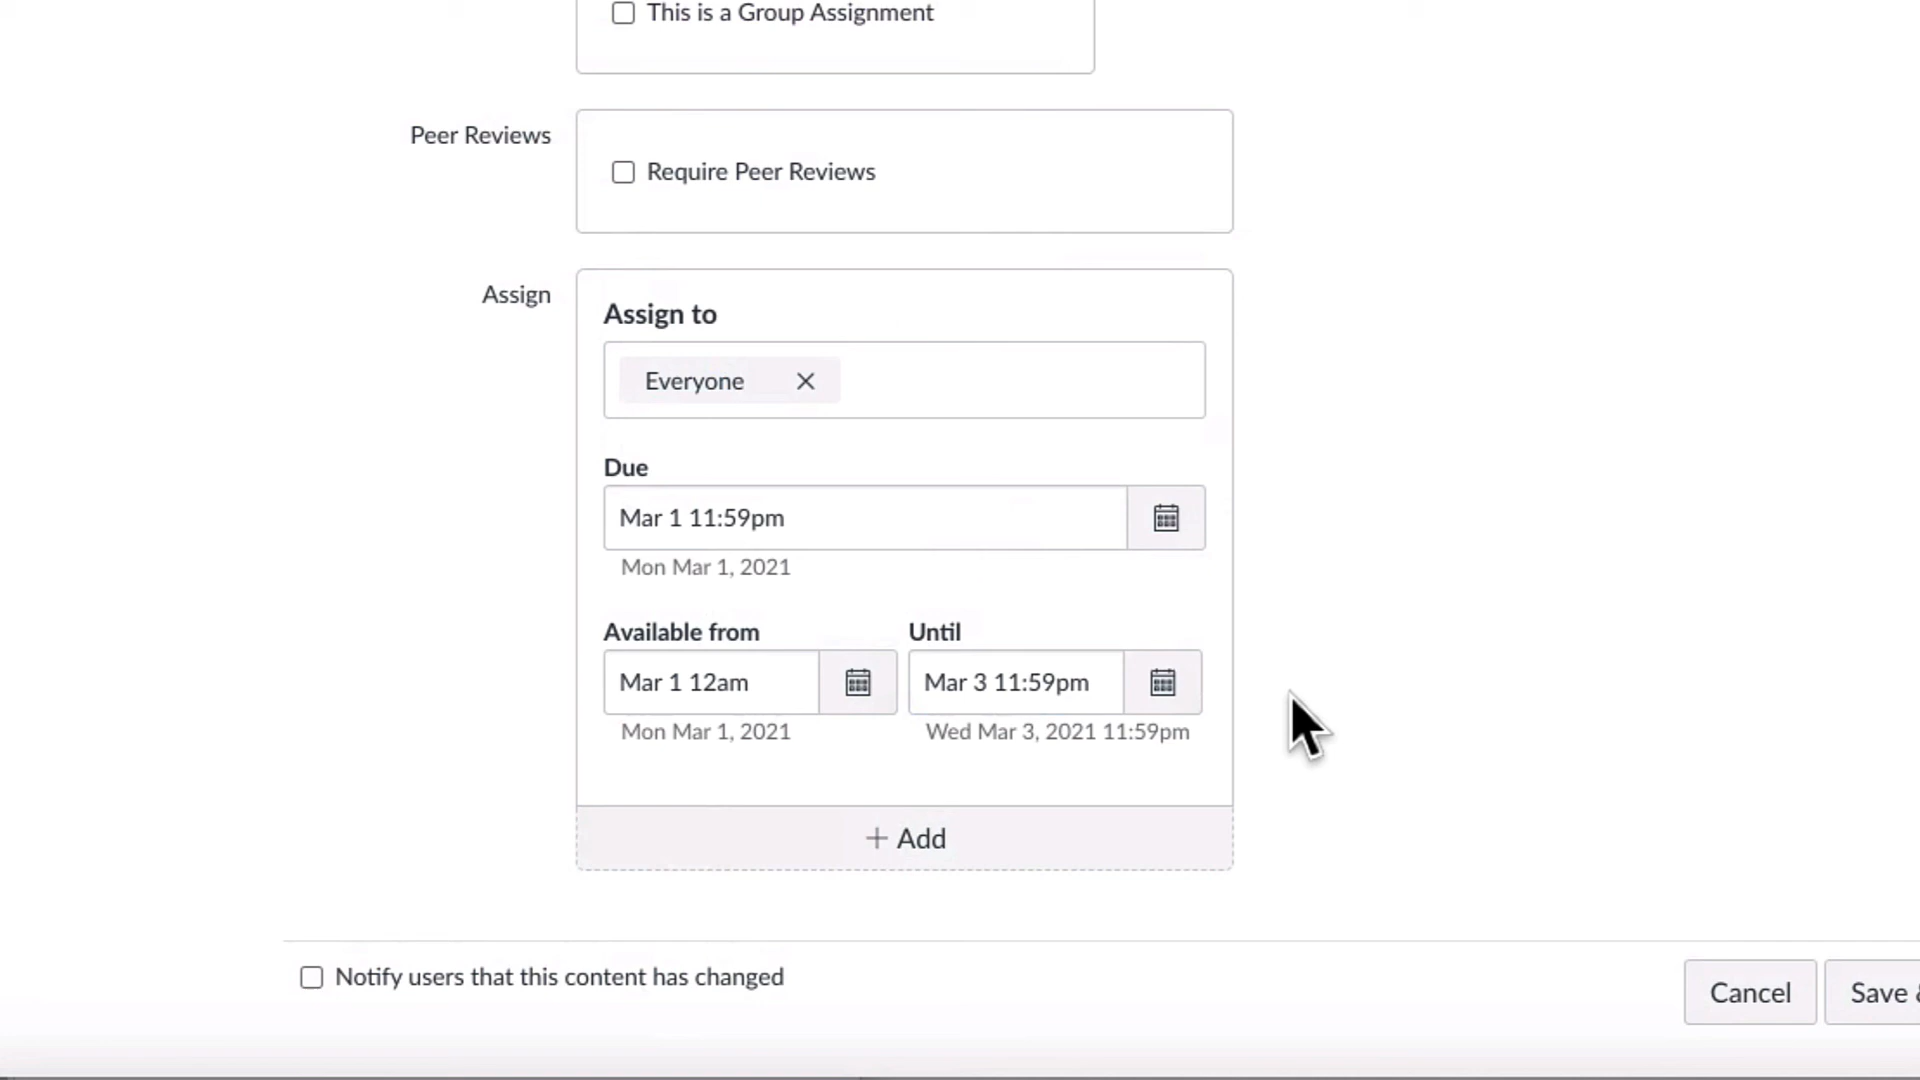 This is a Group Assignment
Peer Reviews
Require Peer Reviews
Assign
Assign to
Everyone
Due
Mar 1 11:59pm
Mon Mar 1, 2021
Available from Until
Mar 1 12am Mar 3 11:59pm
Mon Mar 1, 2021 Wed Mar 3, 2021 11:59pm
+ Add
Notify users that this content has changed
Cancel Save